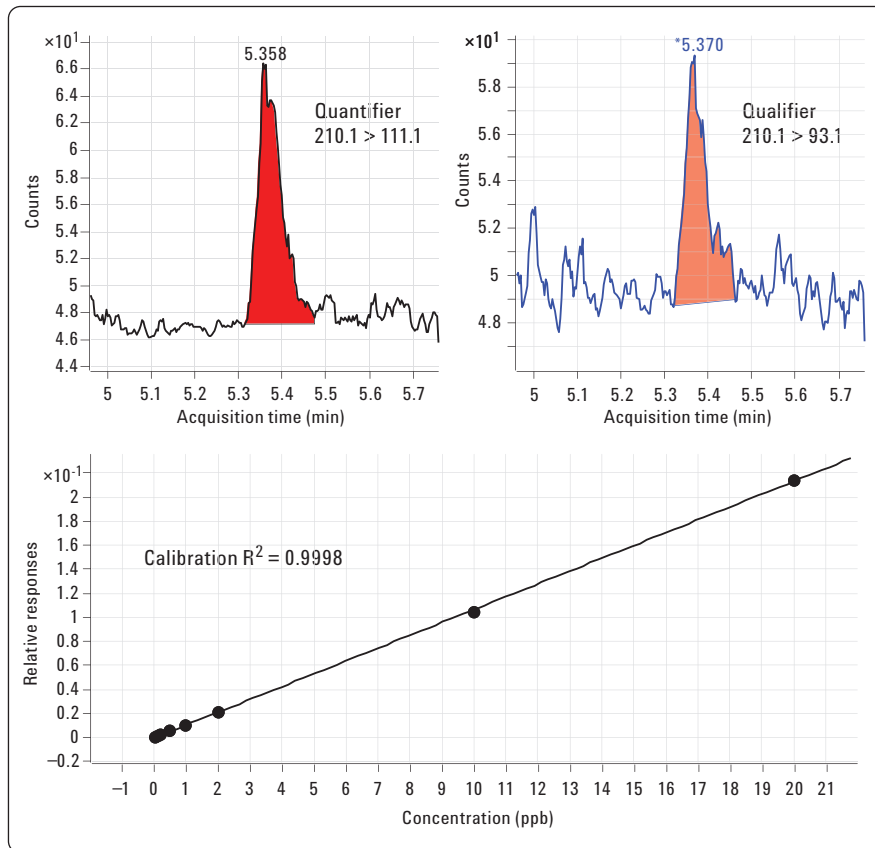 ×10¹
5.358
6.6
6.4
6.2
6
5.8
5.6
5.4
5.2
5
4.8
4.6
4.4
Counts
Quantifier
210.1 > 111.1
5 5.1 5.2 5.3 5.4 5.5 5.6 5.7
Acquisition time (min)
×10¹
*5.370
5.8
5.6
5.4
5.2
5
4.8
Counts
Qualifier
210.1 > 93.1
5 5.1 5.2 5.3 5.4 5.5 5.6 5.7
Acquisition time (min)
×10⁻¹
2
1.8
1.6
1.4
1.2
1
0.8
0.6
0.4
0.2
0
–0.2
Relative responses
Calibration R² = 0.9998
–1 0 1 2 3 4 5 6 7 8 9 10 11 12 13 14 15 16 17 18 19 20 21
Concentration (ppb)